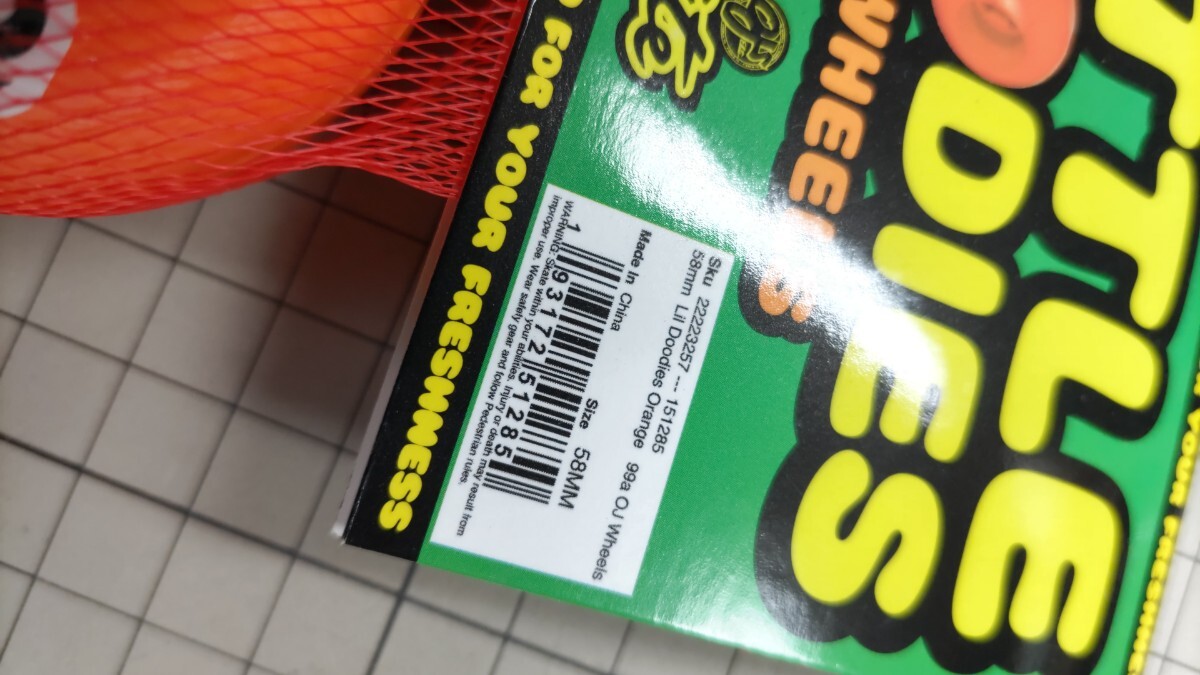 FOR YOUR FRESHNESS
TTLE
DIES
WHEELS
Sku 22223257 --- 151285
58mm Lil Doodies Orange 99a OJ Wheels
Made In China
Size 58MM
1 93172 51285
WARNING: Skate within your abilities. Injury or death may result from
improper use. Wear safety gear and follow Pedestrian rules.